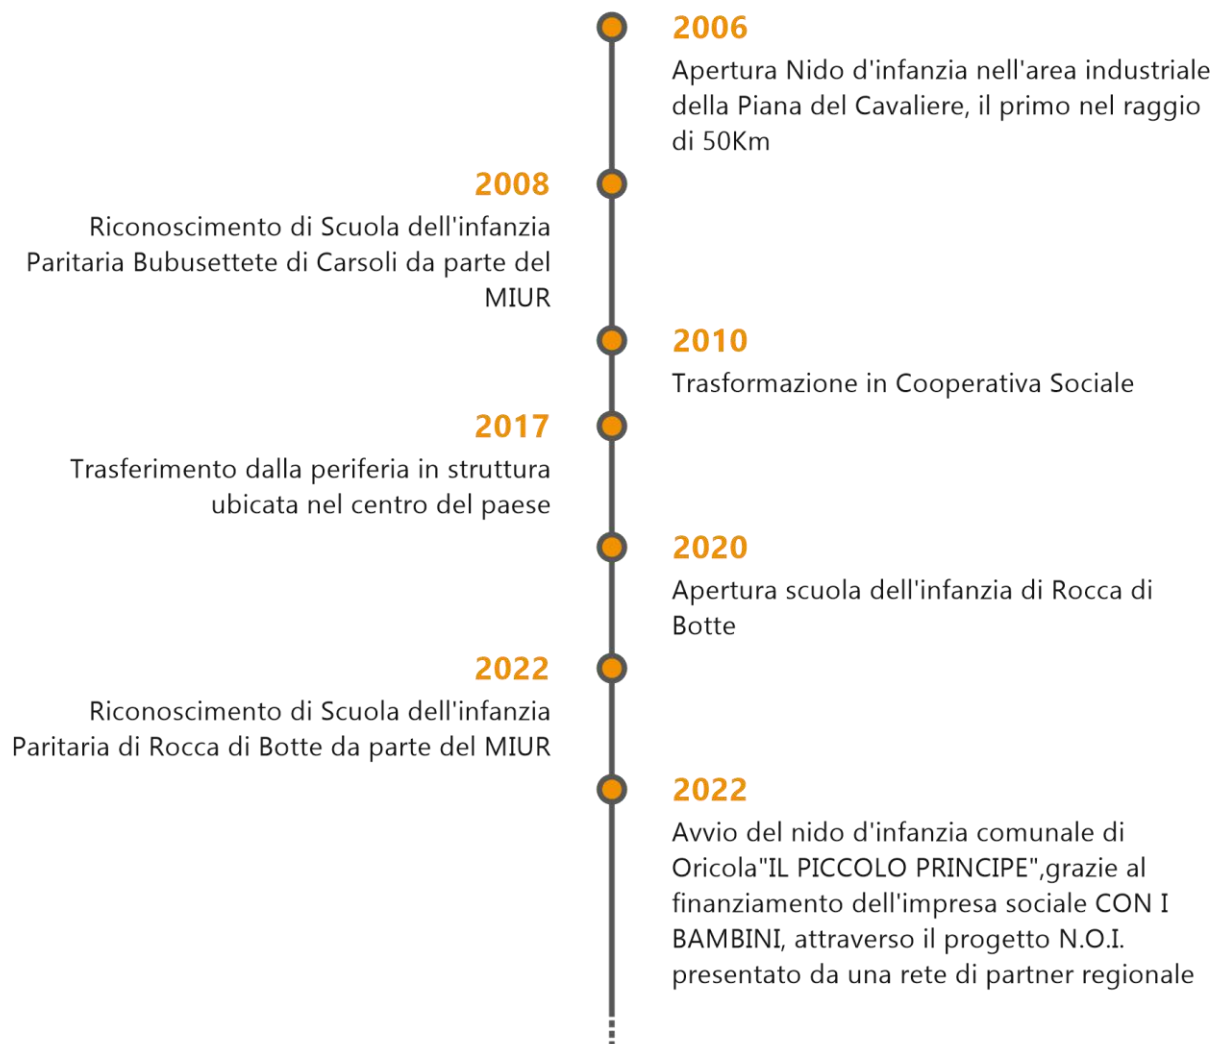 2006
Apertura Nido d'infanzia nell'area industriale
della Piana del Cavaliere, il primo nel raggio
di 50Km
2008
Riconoscimento di Scuola dell'infanzia
Paritaria Bubusettete di Carsoli da parte del
MIUR
2010
Trasformazione in Cooperativa Sociale
2017
Trasferimento dalla periferia in struttura
ubicata nel centro del paese
2020
Apertura scuola dell'infanzia di Rocca di
Botte
2022
Riconoscimento di Scuola dell'infanzia
Paritaria di Rocca di Botte da parte del MIUR
2022
Avvio del nido d'infanzia comunale di
Oricola"IL PICCOLO PRINCIPE",grazie al
finanziamento dell'impresa sociale CON I
BAMBINI, attraverso il progetto N.O.I.
presentato da una rete di partner regionale